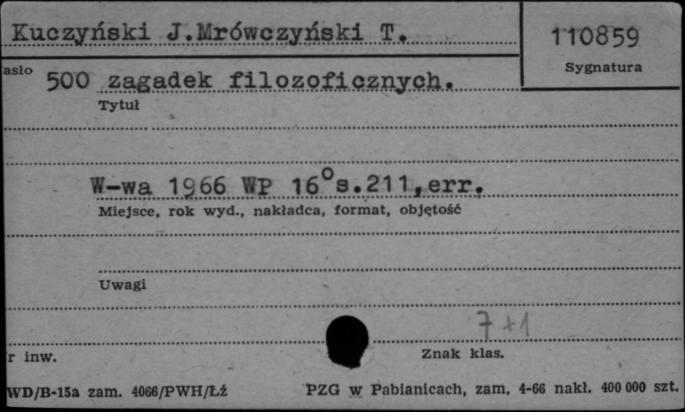 Kuczyński J.Mrówczyński T.
110859
Sygnatura
asło
500 zagadek filozoficznych.
Tytuł
W-wa 1966 WP 16° s.211,err.
Miejsce, rok wyd., nakładca, format, objętość
Uwagi
7+1
r inw.
Znak klas.
WD/B-15a zam. 4066/PWH/Łż PZG w Pabianicach, zam. 4-66 nakł. 400 000 szt.